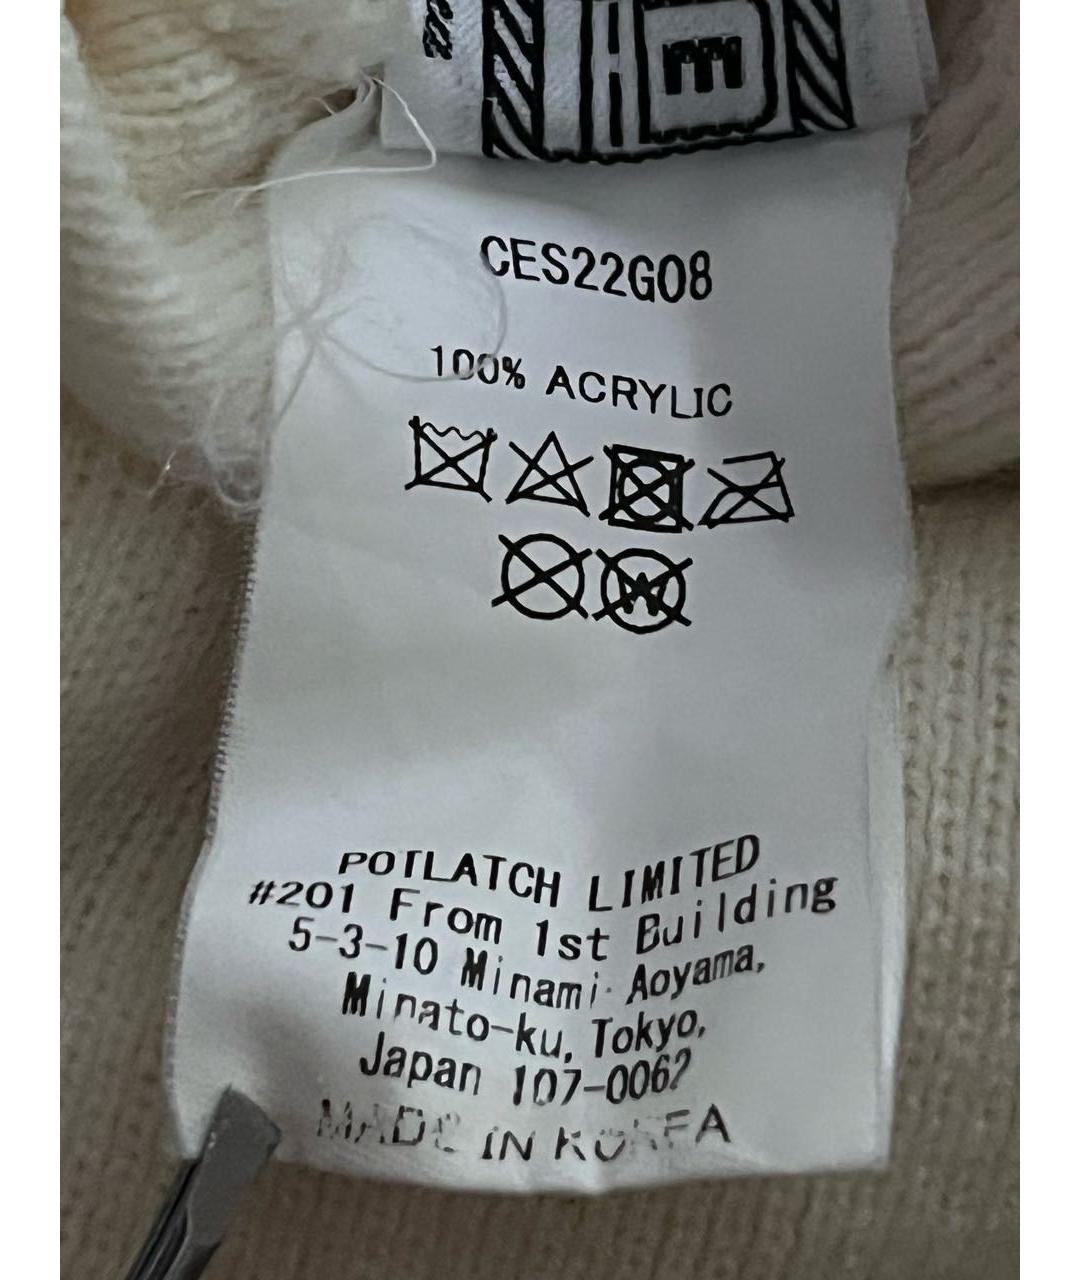 CES22G08
100% ACRYLIC
W
POTLATCH LIMITED
#201 From 1st Building
5-3-10 Minami-Aoyama,
Minato-ku, Tokyo,
Japan 107-0062
MADE IN KOREA